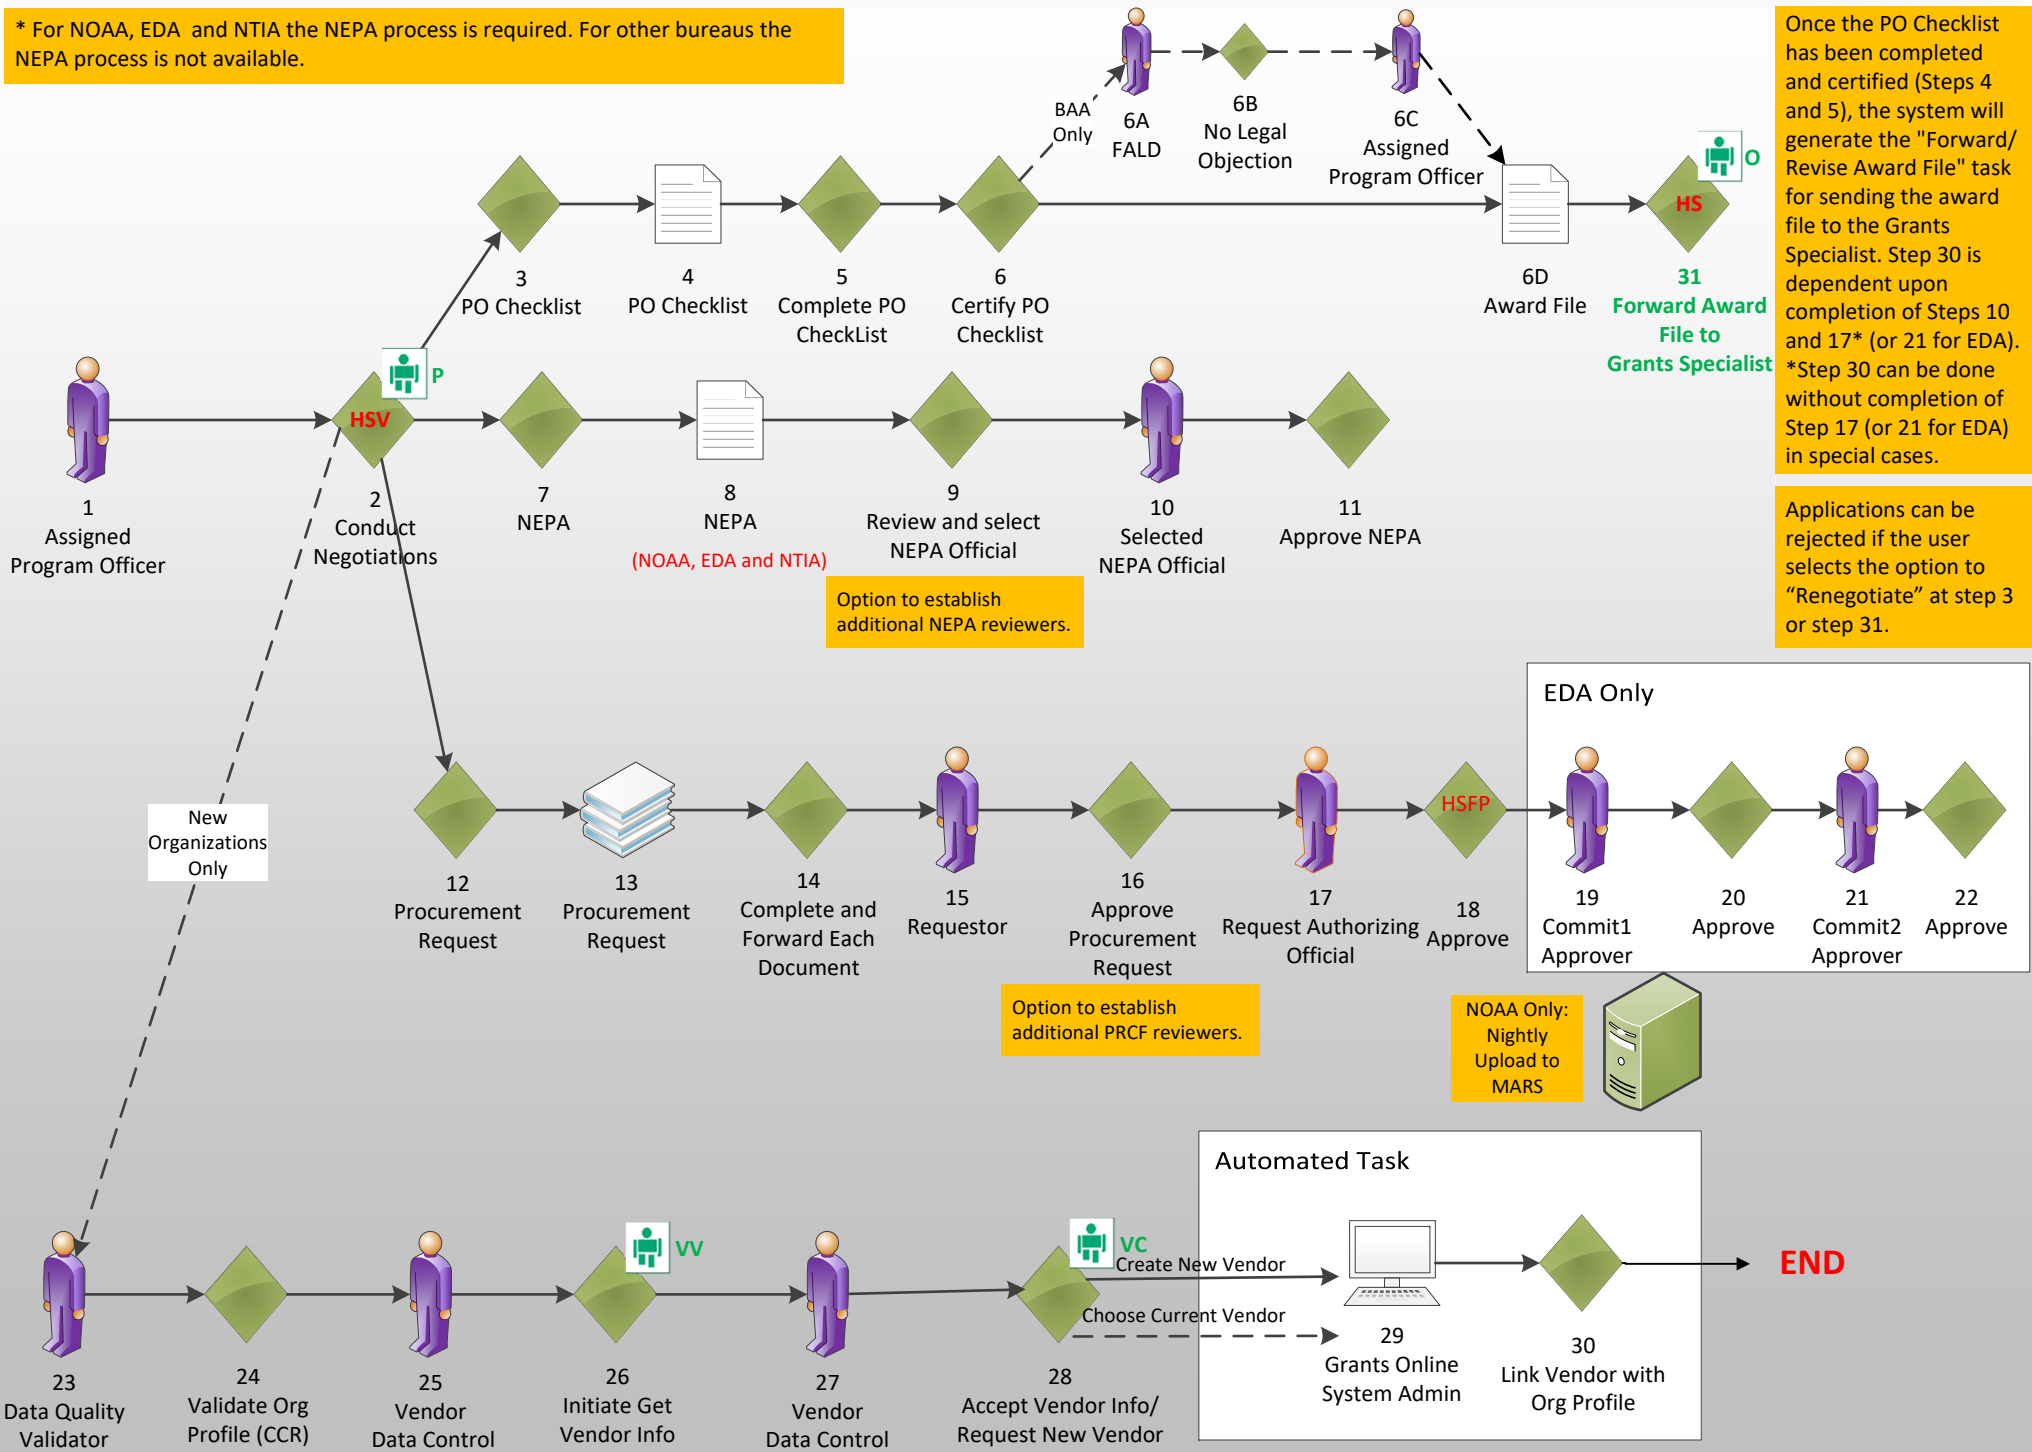 * For NOAA, EDA  and NTIA the NEPA process is required. For other bureaus the
NEPA process is not available.
Once the PO Checklist
has been completed
and certified (Steps 4
and 5), the system will
generate the "Forward/
Revise Award File" task
for sending the award
file to the Grants
Specialist. Step 30 is
dependent upon
completion of Steps 10
and 17* (or 21 for EDA).
*Step 30 can be done
without completion of
Step 17 (or 21 for EDA)
in special cases.
Applications can be
rejected if the user
selects the option to
“Renegotiate” at step 3
or step 31.
BAA
Only
6A
FALD
6B
No Legal
Objection
6C
Assigned
Program Officer
3
PO Checklist
4
PO Checklist
5
Complete PO
CheckList
6
Certify PO
Checklist
6D
Award File
HS
O
31
Forward Award
File to
Grants Specialist
1
Assigned
Program Officer
HSV
P
2
Conduct
Negotiations
7
NEPA
8
NEPA
(NOAA, EDA and NTIA)
9
Review and select
NEPA Official
Option to establish
additional NEPA reviewers.
10
Selected
NEPA Official
11
Approve NEPA
New
Organizations
Only
12
Procurement
Request
13
Procurement
Request
14
Complete and
Forward Each
Document
15
Requestor
16
Approve
Procurement
Request
Option to establish
additional PRCF reviewers.
17
Request Authorizing
Official
HSFP
18
Approve
EDA Only
19
Commit1
Approver
20
Approve
21
Commit2
Approver
22
Approve
NOAA Only:
Nightly
Upload to
MARS
23
Data Quality
Validator
24
Validate Org
Profile (CCR)
25
Vendor
Data Control
VV
26
Initiate Get
Vendor Info
27
Vendor
Data Control
VC
28
Accept Vendor Info/
Request New Vendor
Create New Vendor
Choose Current Vendor
Automated Task
29
Grants Online
System Admin
30
Link Vendor with
Org Profile
END